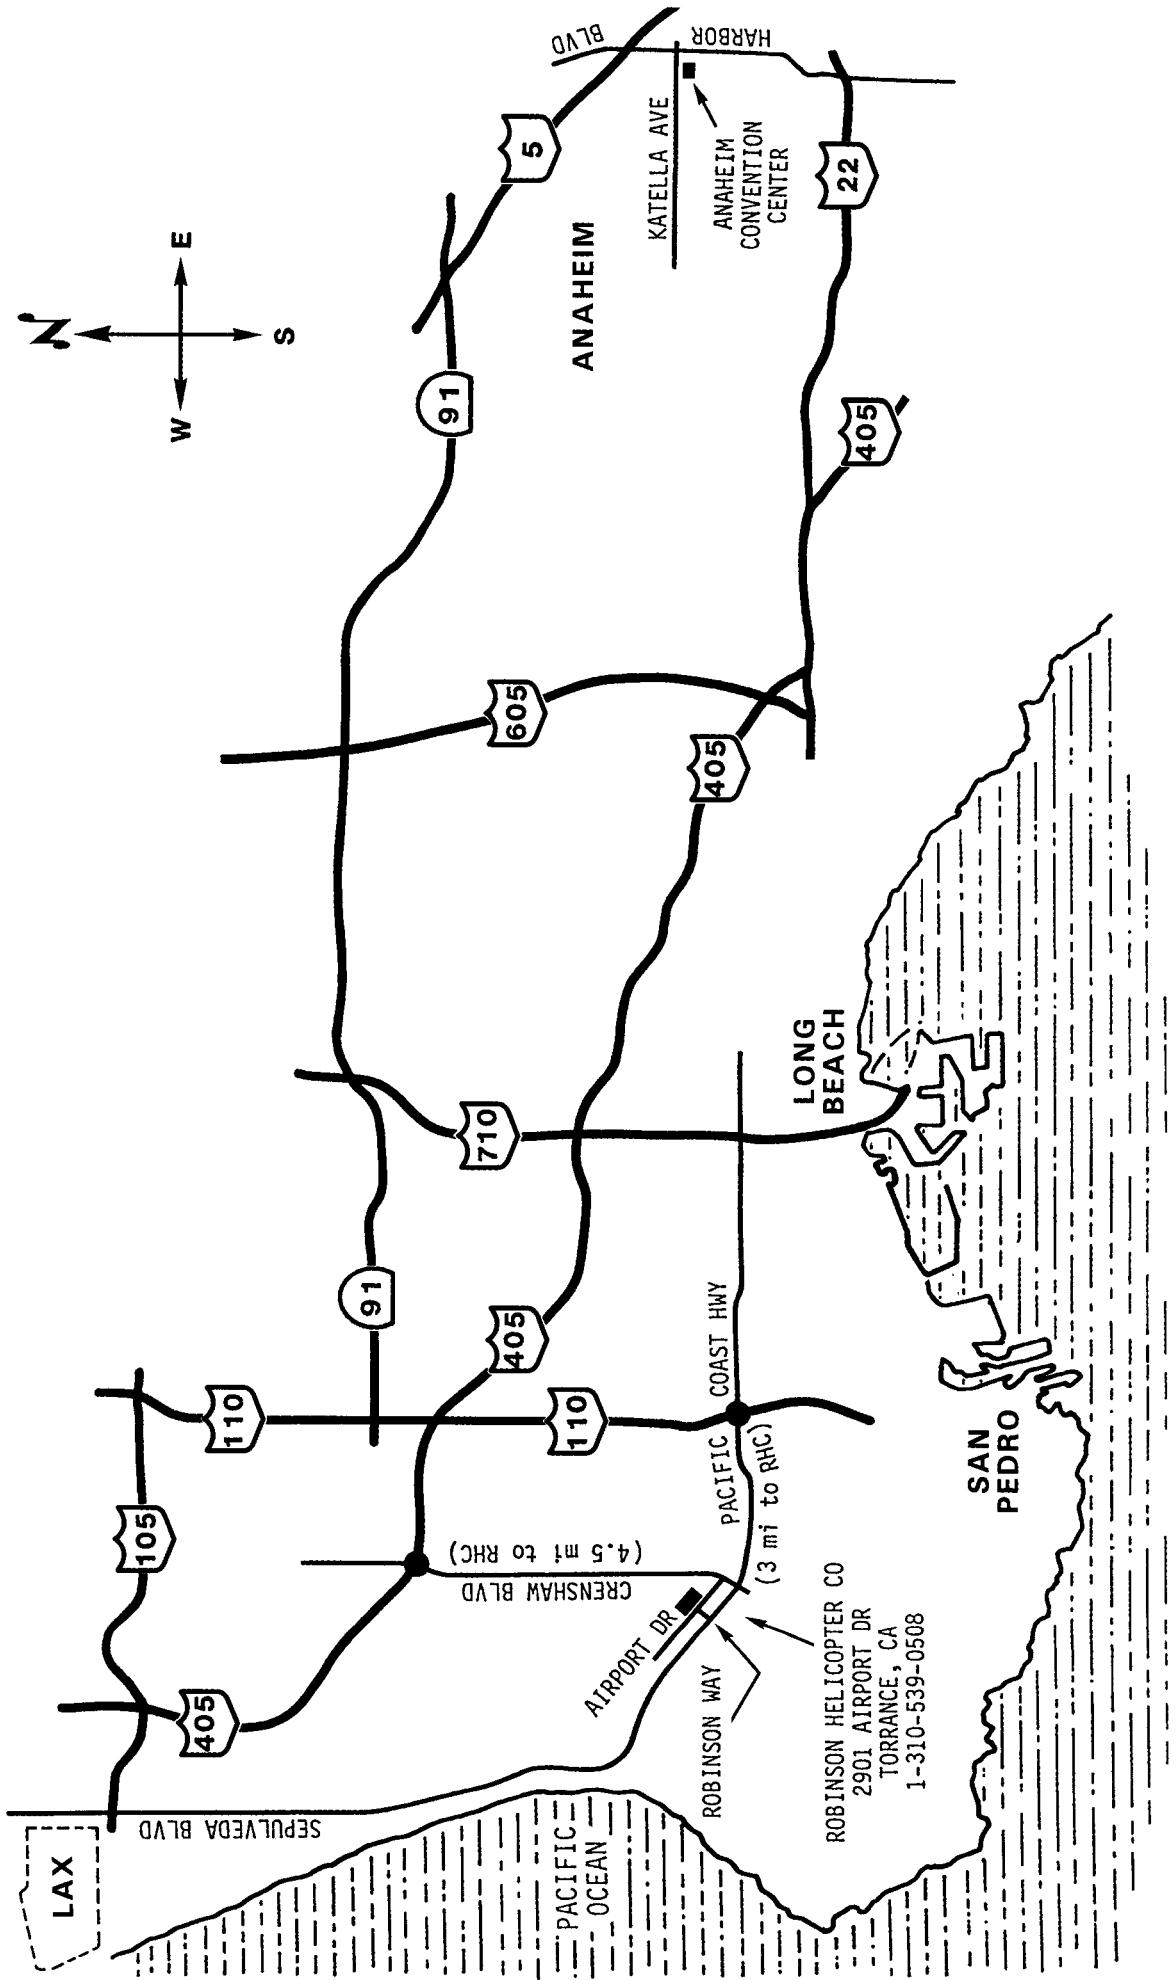 LAX
SEPULVEDA BLVD
405
105
110
91
405
110
CRENSHAW BLVD
(4.5 mi to RHC)
PACIFIC COAST HWY
(3 mi to RHC)
AIRPORT DR
ROBINSON WAY
ROBINSON HELICOPTER CO
2901 AIRPORT DR
TORRANCE, CA
1-310-539-0508
PACIFIC
OCEAN
SAN
PEDRO
710
LONG
BEACH
605
405
91
N
W
E
S
5
ANAHEIM
KATELLA AVE
HARBOR BLVD
ANAHEIM
CONVENTION
CENTER
22
405